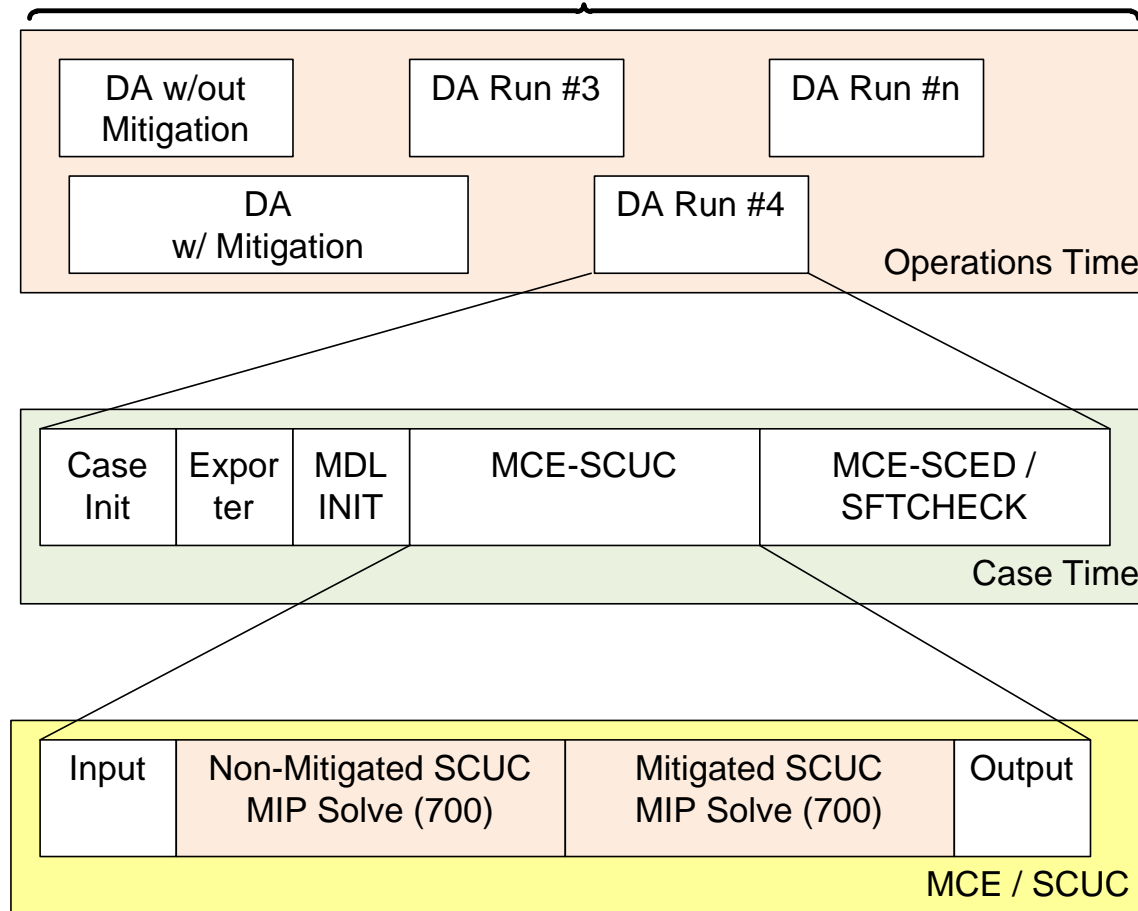 DA w/out
Mitigation
DA Run #3
DA Run #n
DA
w/ Mitigation
DA Run #4
Operations Time
Case
Init
Expor
ter
MDL
INIT
MCE-SCUC
MCE-SCED /
SFTCHECK
Case Time
Input
Non-Mitigated SCUC
MIP Solve (700)
Mitigated SCUC
MIP Solve (700)
Output
MCE / SCUC